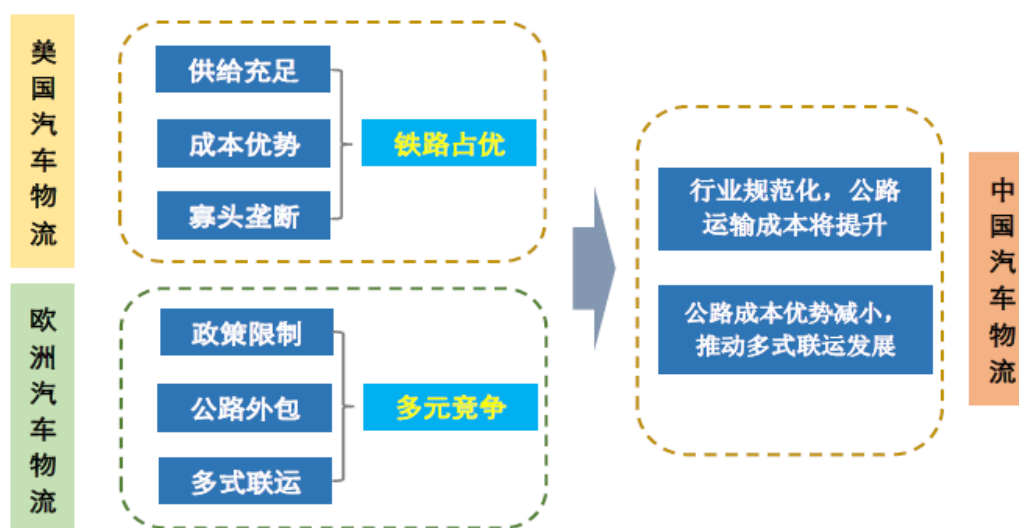 美国汽车物流
供给充足
成本优势
寡头垄断
铁路占优
欧洲汽车物流
政策限制
公路外包
多式联运
多元竞争
行业规范化，公路
运输成本将提升
公路成本优势减小，
推动多式联运发展
中国汽车物流